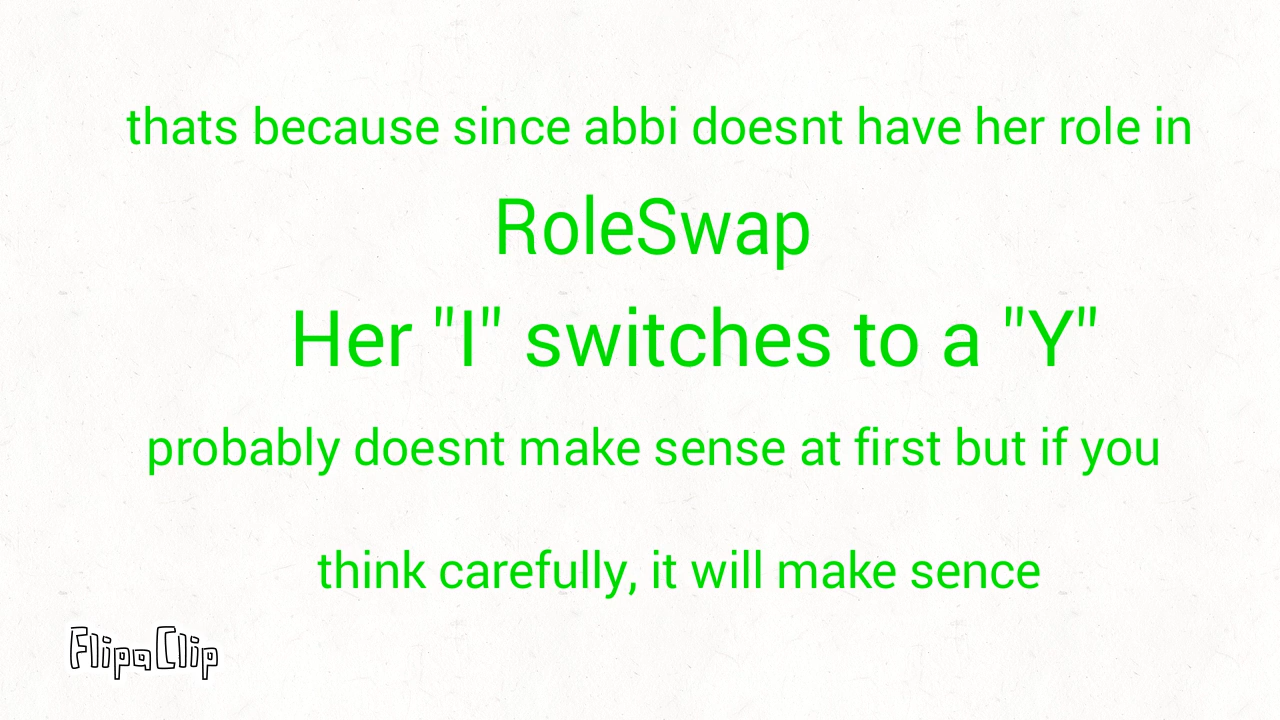 thats because since abbi doesnt have her role in
RoleSwap
Her "I" switches to a "Y"
probably doesnt make sense at first but if you
think carefully, it will make sence
FlipaClip